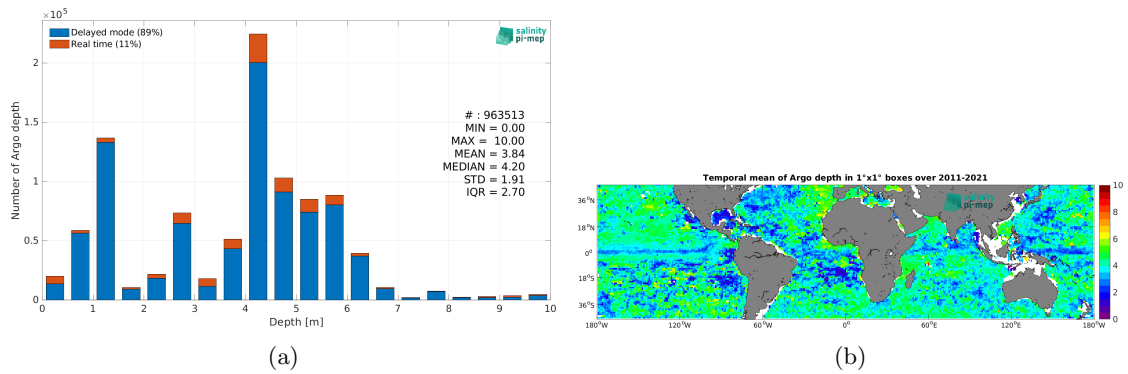 ×10⁵
Delayed mode (89%)
Real time (11%)
salinity
pi-mep
2
1.5
1
0.5
0
Number of Argo depth
# : 963513
MIN = 0.00
MAX = 10.00
MEAN = 3.84
MEDIAN = 4.20
STD = 1.91
IQR = 2.70
0 1 2 3 4 5 6 7 8 9 10
Depth [m]
(a)
Temporal mean of Argo depth in 1°x1° boxes over 2011-2021
salinity
pi-mep
36°N
18°N
0°
18°S
36°S
180°W 120°W 60°W 0° 60°E 120°E 180°W
10
8
6
4
2
0
(b)